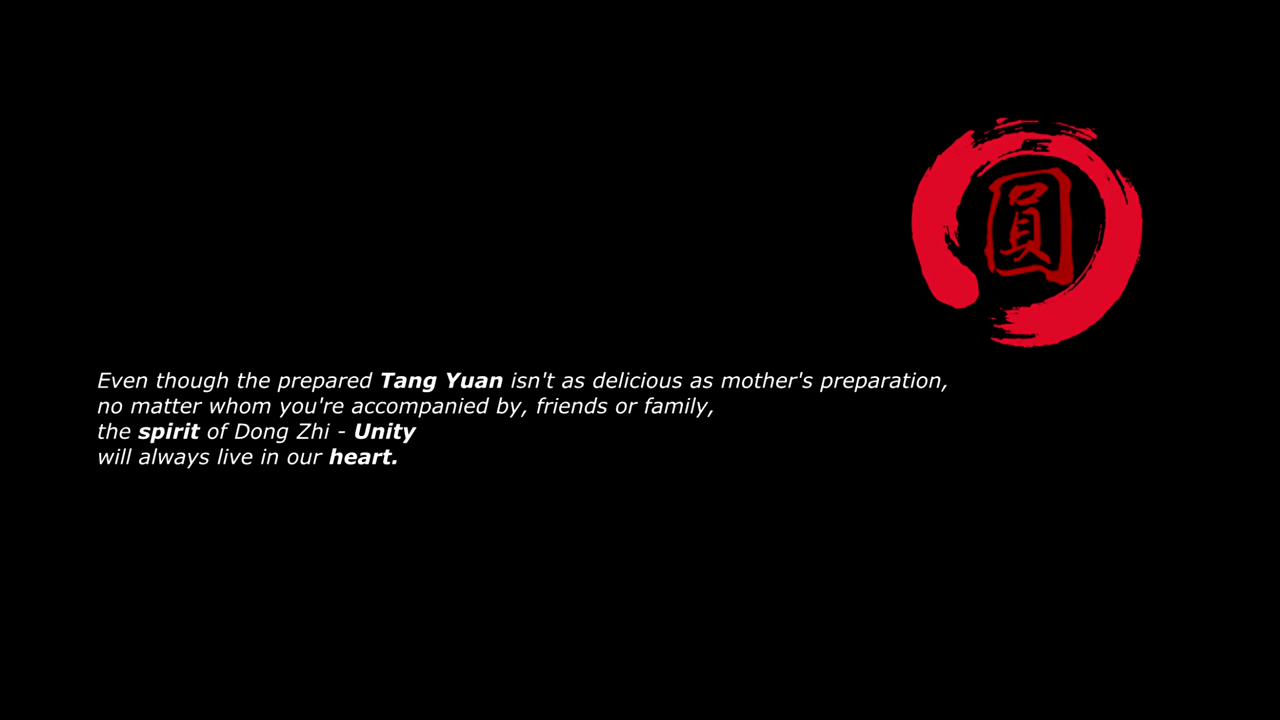 圓
Even though the prepared Tang Yuan isn't as delicious as mother's preparation,
no matter whom you're accompanied by, friends or family,
the spirit of Dong Zhi - Unity
will always live in our heart.